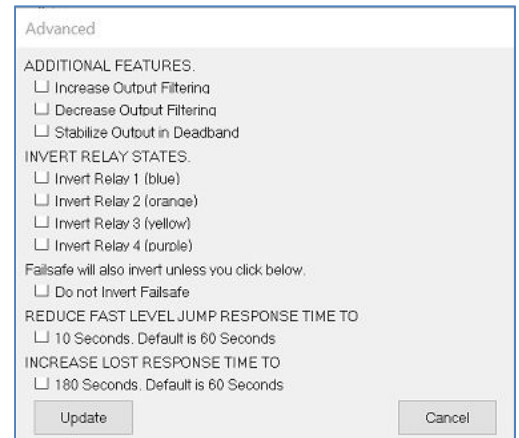 Advanced
ADDITIONAL FEATURES.
Increase Output Filtering
Decrease Output Filtering
Stabilize Output in Deadband
INVERT RELAY STATES.
Invert Relay 1 (blue)
Invert Relay 2 (orange)
Invert Relay 3 (yellow)
Invert Relay 4 (purple)
Failsafe will also invert unless you click below.
Do not Invert Failsafe
REDUCE FAST LEVEL JUMP RESPONSE TIME TO
10 Seconds. Default is 60 Seconds
INCREASE LOST RESPONSE TIME TO
180 Seconds. Default is 60 Seconds
Update Cancel